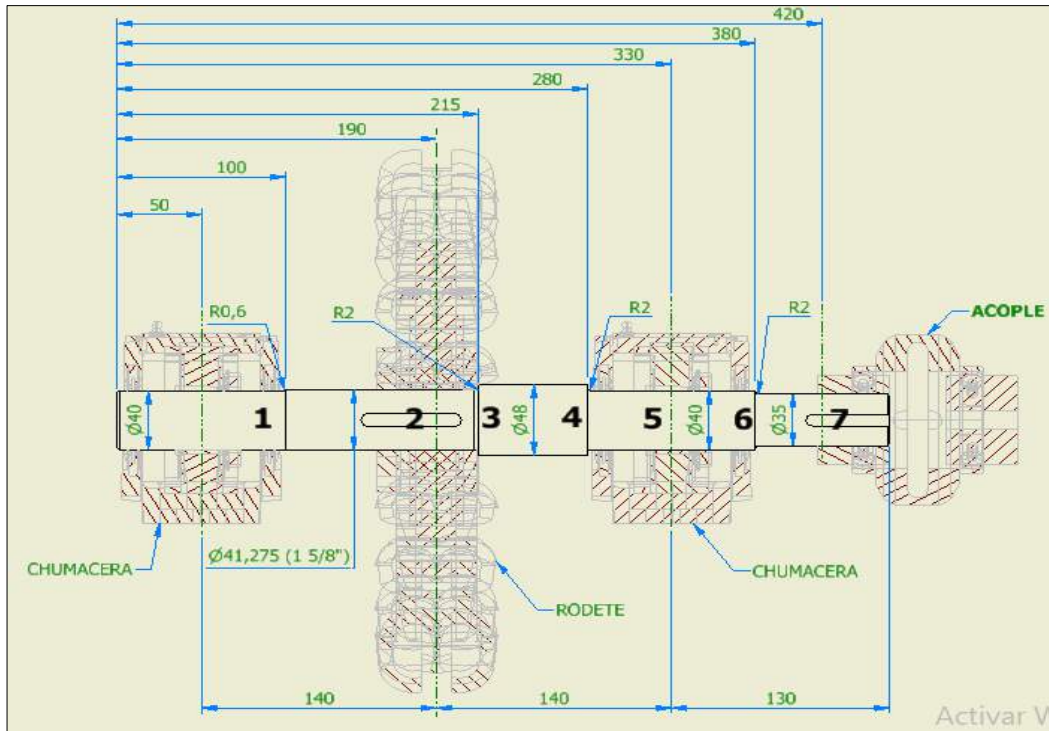 420
380
330
280
215
190
100
50
R0,6
R2
R2
R2
ACOPLE
Ø40
1
2
3
Ø48
4
5
Ø40
6
Ø35
7
Ø41,275 (1 5/8")
CHUMACERA
CHUMACERA
RODETE
140
140
130
Activar W